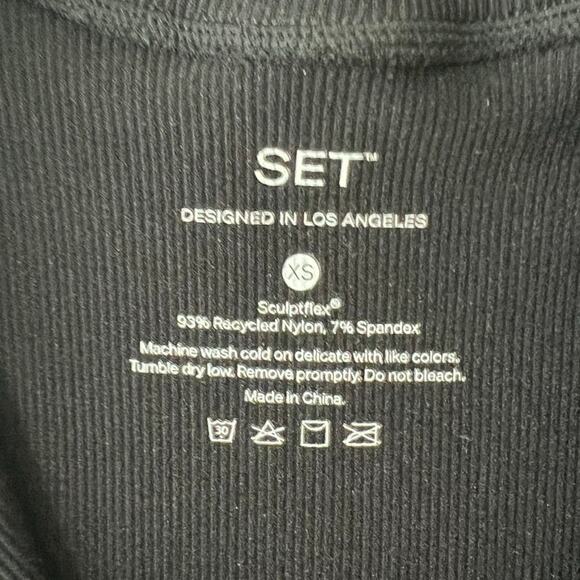 SET™
DESIGNED IN LOS ANGELES
XS
Sculptflex®
93% Recycled Nylon, 7% Spandex
Machine wash cold on delicate with like colors.
Tumble dry low. Remove promptly. Do not bleach.
Made in China.
30